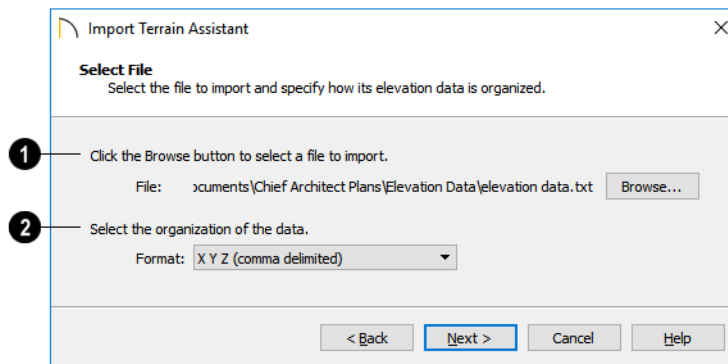 Import Terrain Assistant
Select File
Select the file to import and specify how its elevation data is organized.
1 Click the Browse button to select a file to import.
File: ocuments\Chief Architect Plans\Elevation Data\elevation data.txt Browse...
2 Select the organization of the data.
Format: X Y Z (comma delimited)
< Back Next > Cancel Help